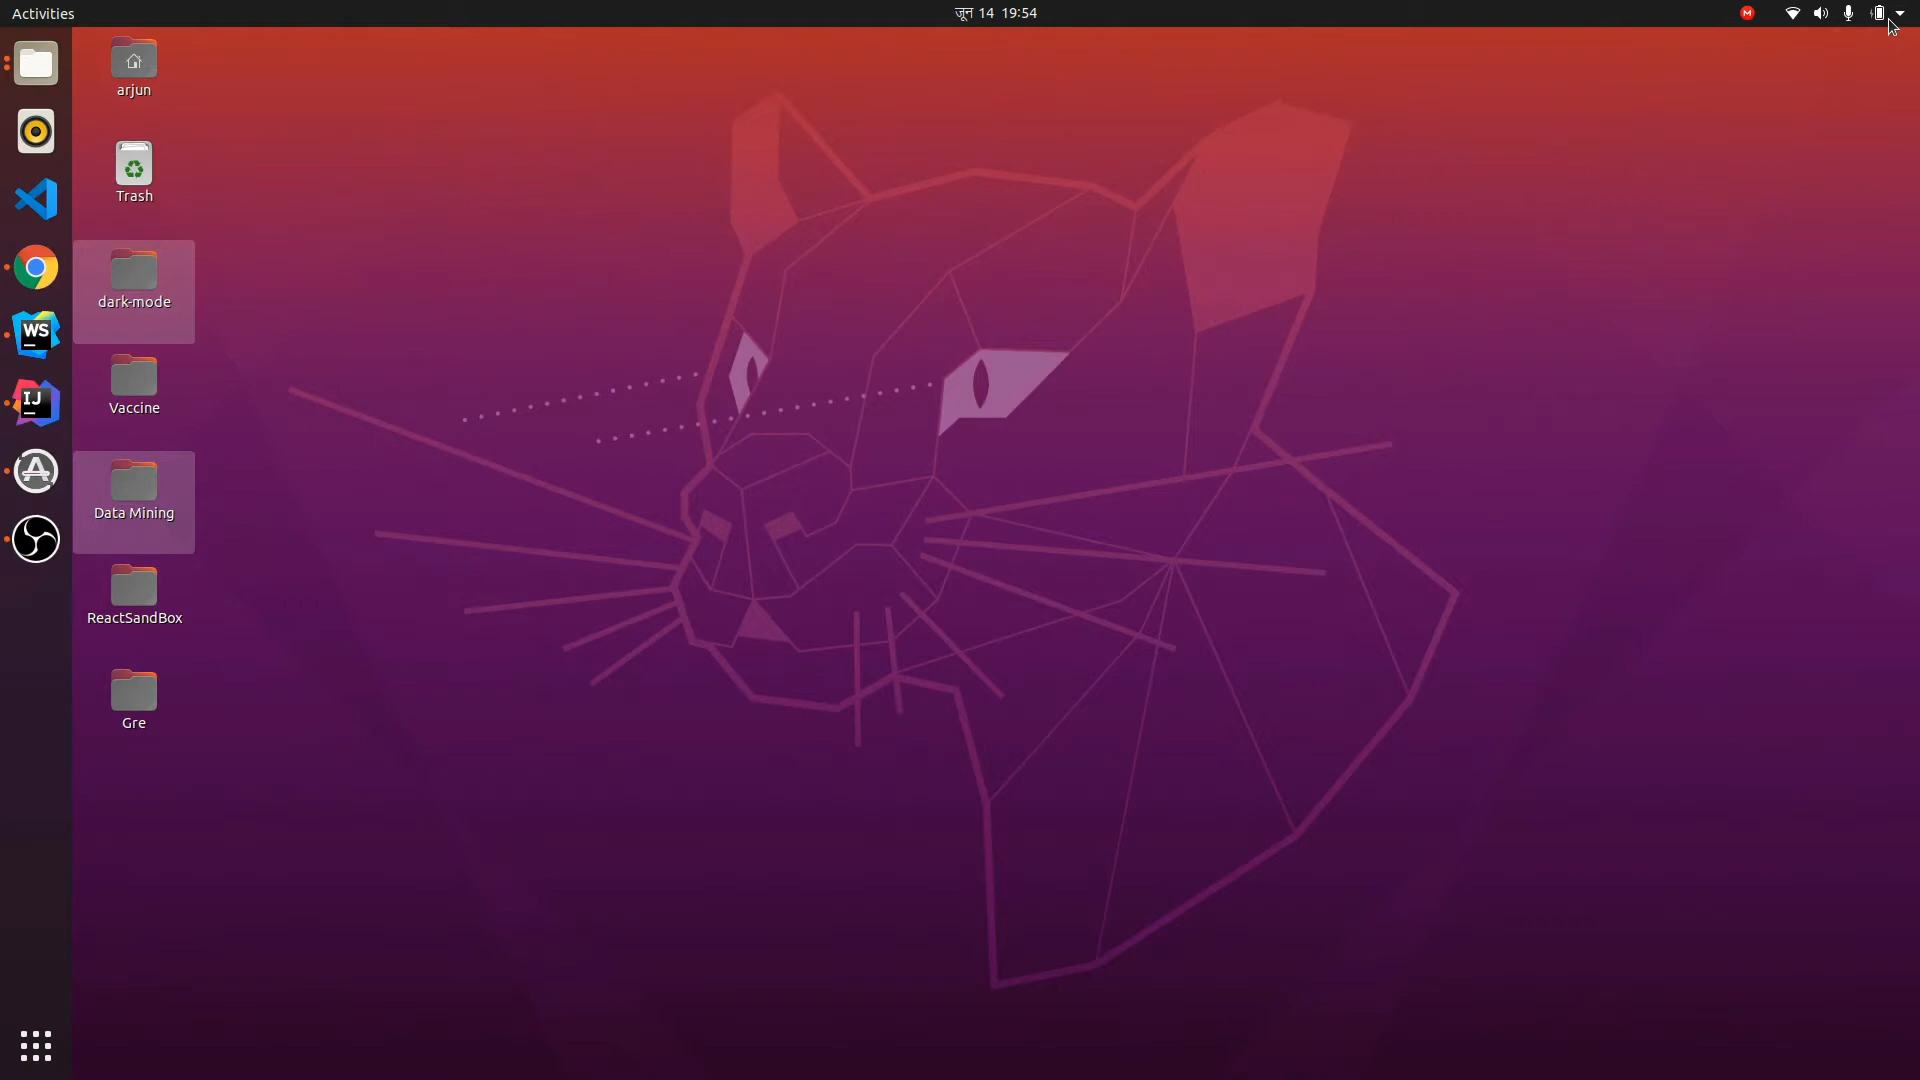 Activities
जून 14 19:54
M
arjun
Trash
dark-mode
Vaccine
WS
IJ
Data Mining
ReactSandBox
Gre